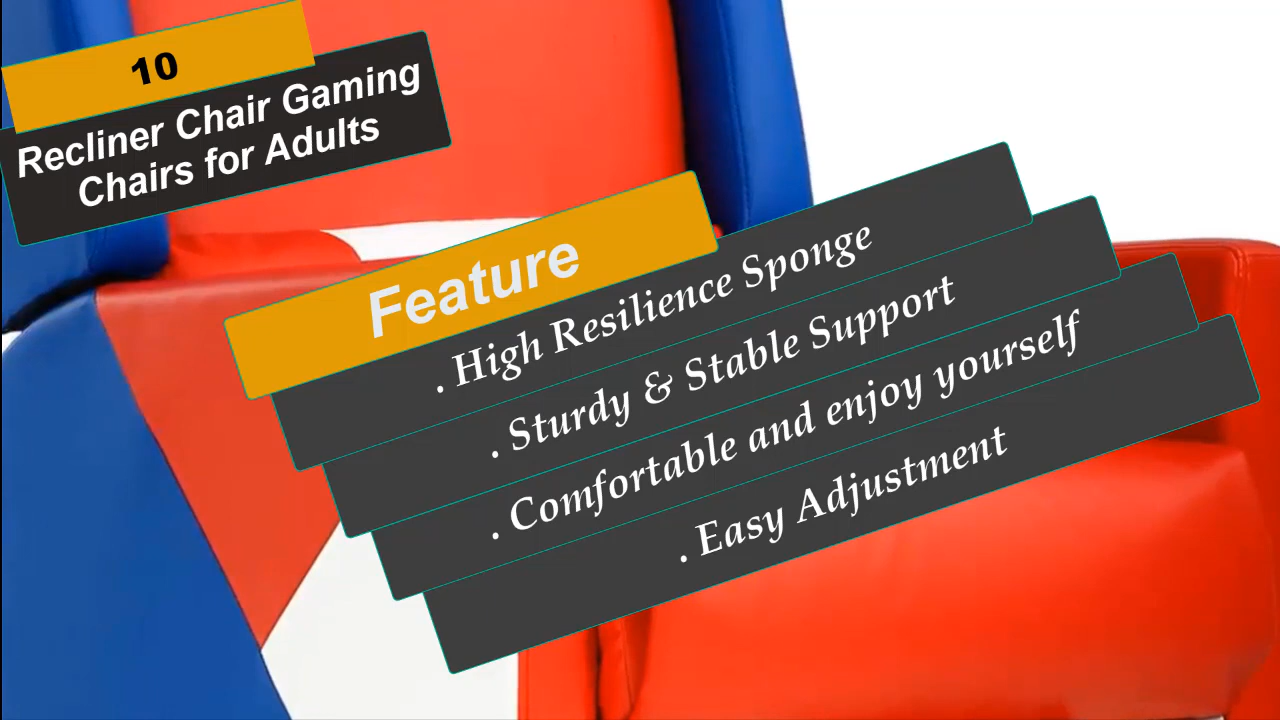 10
Recliner Chair Gaming
Chairs for Adults
Feature
. High Resilience Sponge
. Sturdy & Stable Support
. Comfortable and enjoy yourself
. Easy Adjustment